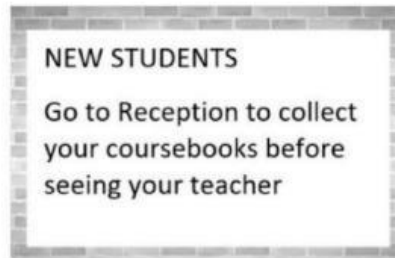 NEW STUDENTS
Go to Reception to collect
your coursebooks before
seeing your teacher